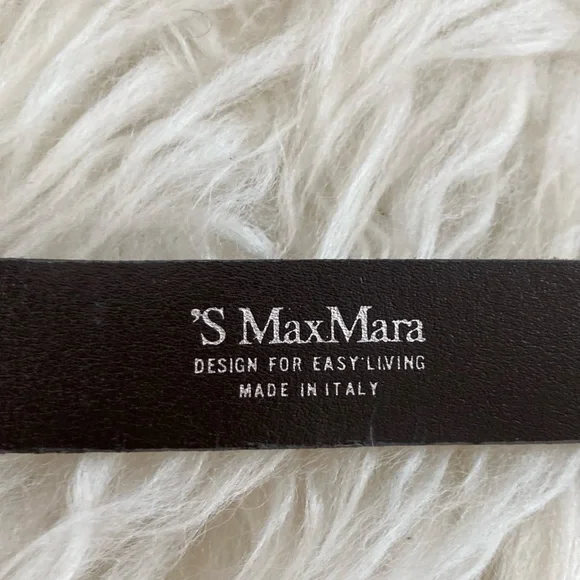 'S MaxMara
DESIGN FOR EASY LIVING
MADE IN ITALY